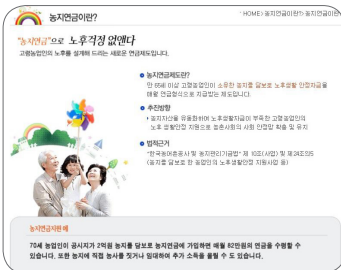 농지연금이란?
HOME> 농지연금이란?> 농지연금이란?
"농지연금"으로 노후걱정 없앤다
고령농업인의 노후를 설계해 드리는 새로운 연금제도입니다.
농지연금제도란?
만 65세 이상 고령농업인이 소유한 농지를 담보로 노후생활 안정자금을
매월 연금형식으로 지급받는 제도입니다.
추진방향
농지자산을 유동화하여 노후생활자금이 부족한 고령농업인의
노후 생활안정 지원으로 농촌사회의 사회 안정망 확충 및 유지
법적근거
"한국농어촌공사 및 농지관리기금법" 제 10조(사업) 및 제24조의5
(농지를 담보로 한 농업인의 노후생활안정 지원사업 등)
농지연금지원 예
70세 농업인이 공시지가 2억원 농지를 담보로 농지연금에 가입하면 매월 82만원의 연금을 수령할 수
있습니다. 또한 농지에 직접 농사를 짓거나 임대하여 추가 소득을 올릴 수 도 있습니다.